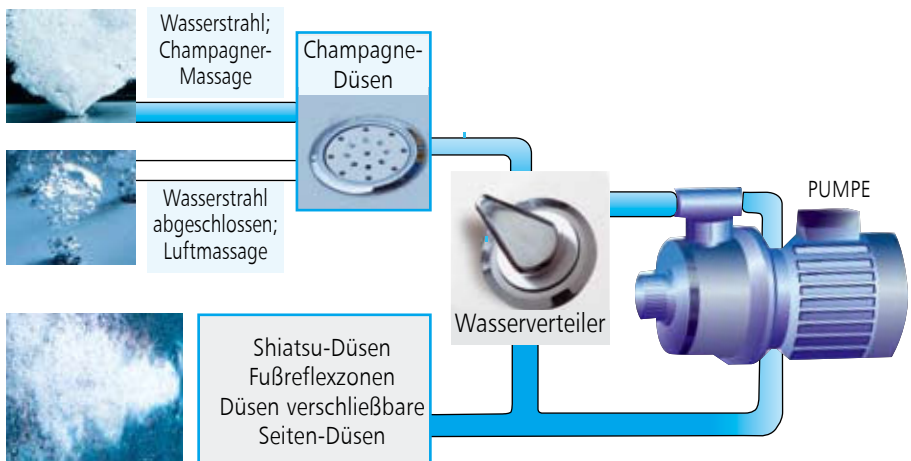 Wasserstrahl;
Champagner-
Massage
Champagne-
Düsen
Wasserstrahl
abgeschlossen;
Luftmassage
Wasserverteiler
PUMPE
Shiatsu-Düsen
Fußreflexzonen
Düsen verschließbare
Seiten-Düsen